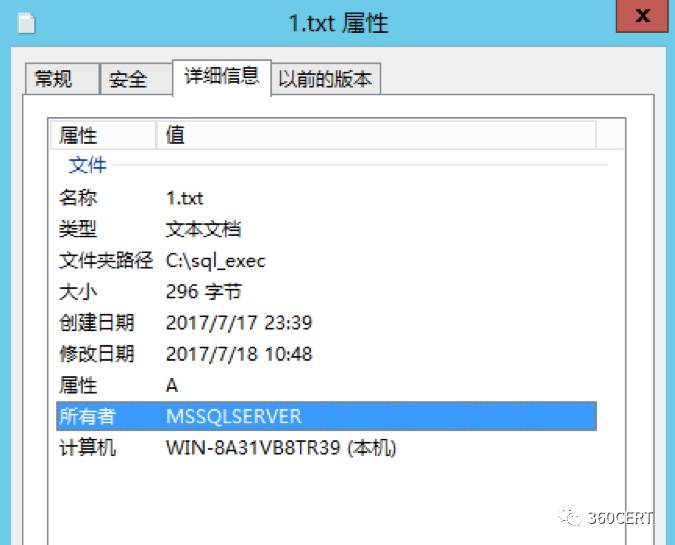 1.txt 属性
x
常规 安全 详细信息 以前的版本
属性 值
文件
名称 1.txt
类型 文本文档
文件夹路径 C:\sql_exec
大小 296 字节
创建日期 2017/7/17 23:39
修改日期 2017/7/18 10:48
属性 A
所有者 MSSQLSERVER
计算机 WIN-8A31VB8TR39 (本机)
360CERT